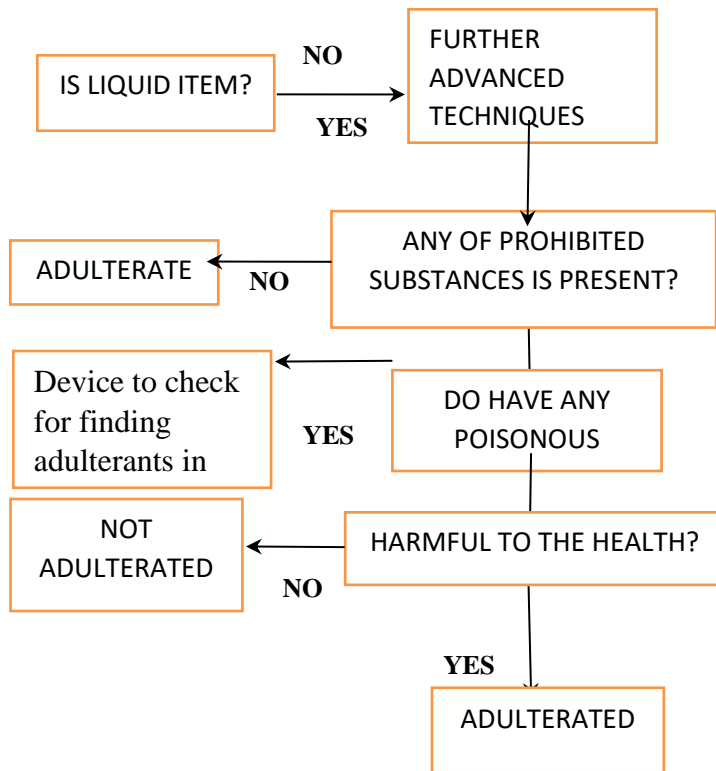 IS LIQUID ITEM?
NO
YES
FURTHER
ADVANCED
TECHNIQUES
ANY OF PROHIBITED
SUBSTANCES IS PRESENT?
NO
ADULTERATE
DO HAVE ANY
POISONOUS
YES
Device to check
for finding
adulterants in
HARMFUL TO THE HEALTH?
NO
NOT
ADULTERATED
YES
ADULTERATED